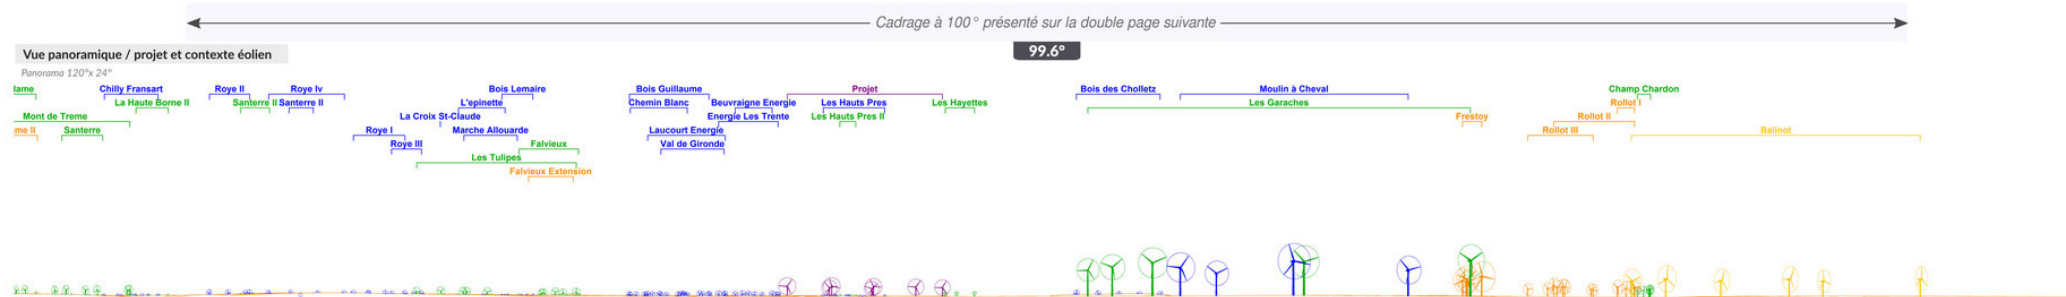 Cadrage à 100° présenté sur la double page suivante
99.6°
Vue panoramique / projet et contexte éolien
Panorama 120°x 24°
lame Chilly Fransart Roye II Roye Iv Bois Lemaire Bois Guillaume Projet Bois des Cholletz Moulin à Cheval Champ Chardon
La Haute Borne II Santerre II Santerre II L'epinette Chemin Blanc Beuvraigne Energie Les Hauts Pres Les Hayettes Les Garaches Rollot I
Mont de Treme La Croix St-Claude Energie Les Trente Les Hauts Pres II Frestoy Rollot II
me II Santerre Roye I Marche Allouarde Laucourt Energie Rollot III Balinot
Roye III Falvieux Val de Gironde
Les Tulipes
Falvieux Extension